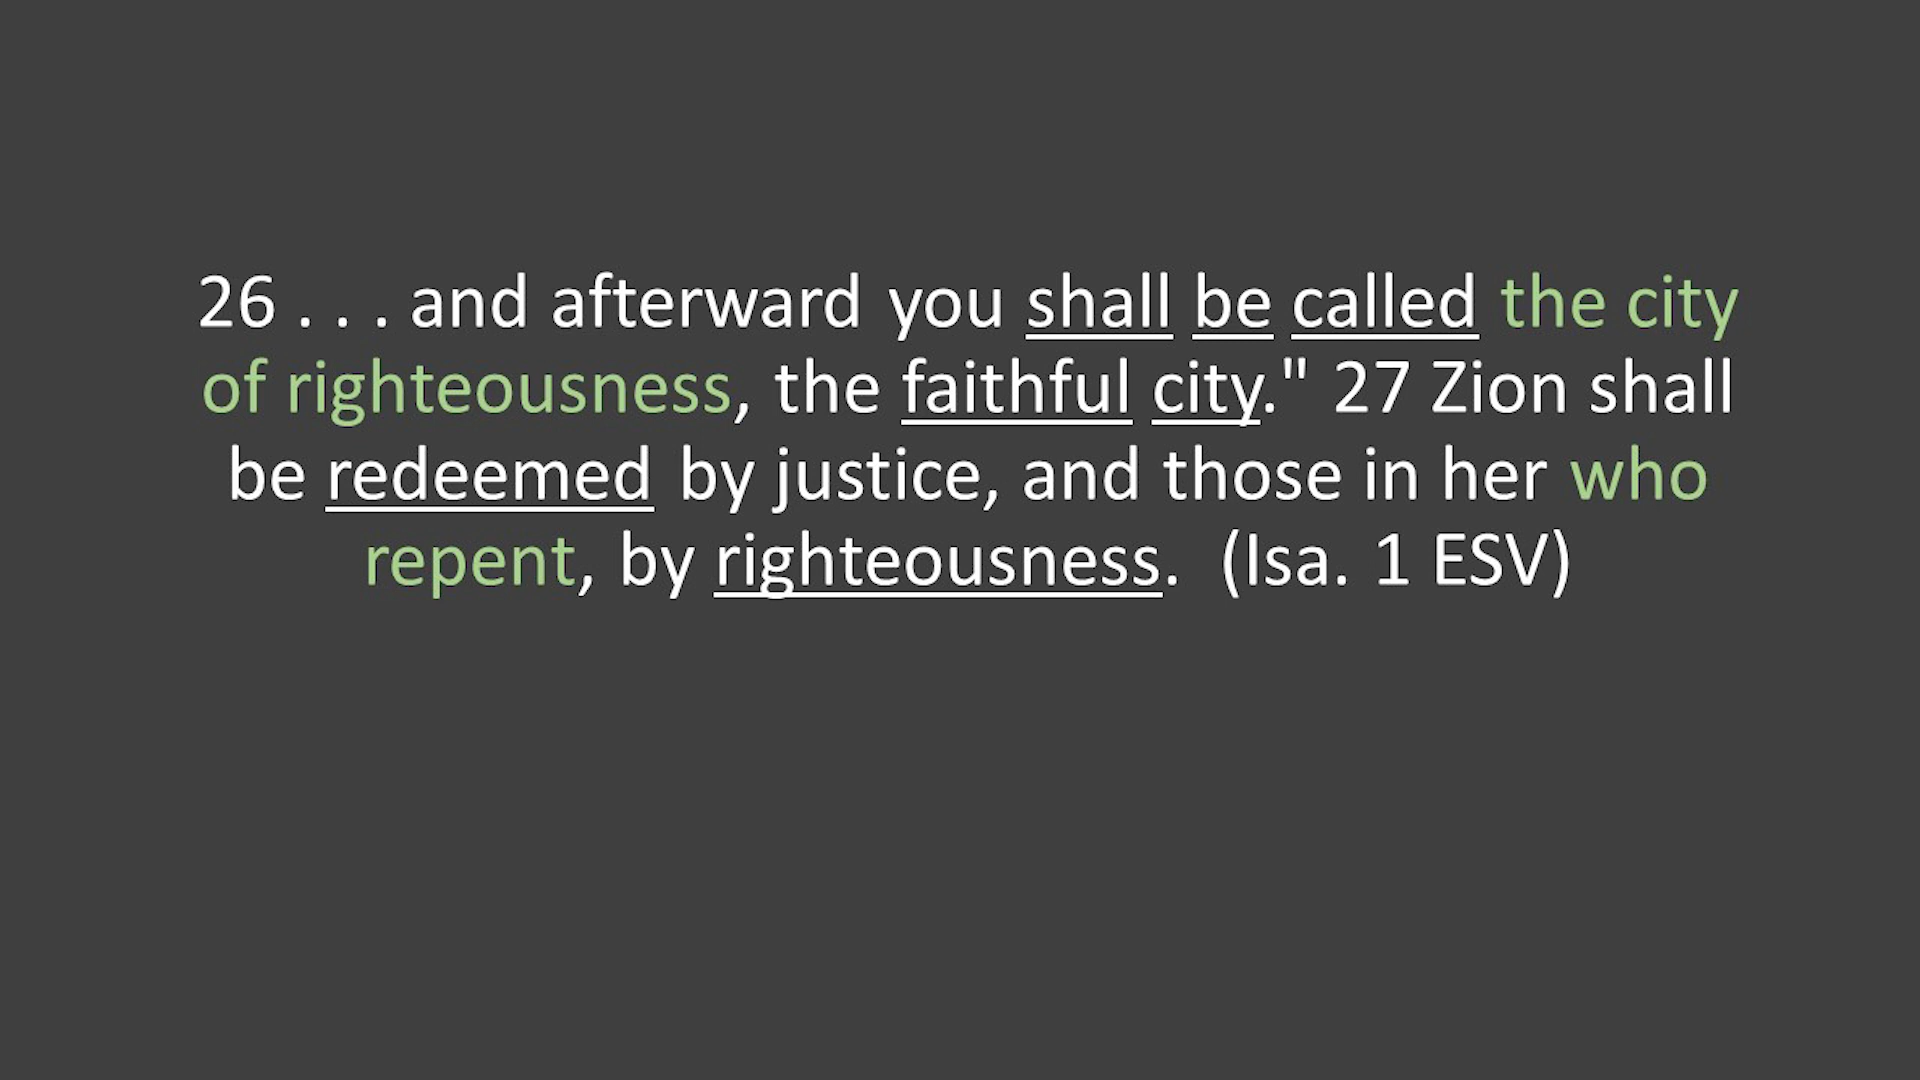 26 . . . and afterward you shall be called the city
of righteousness, the faithful city." 27 Zion shall
be redeemed by justice, and those in her who
repent, by righteousness.  (Isa. 1 ESV)